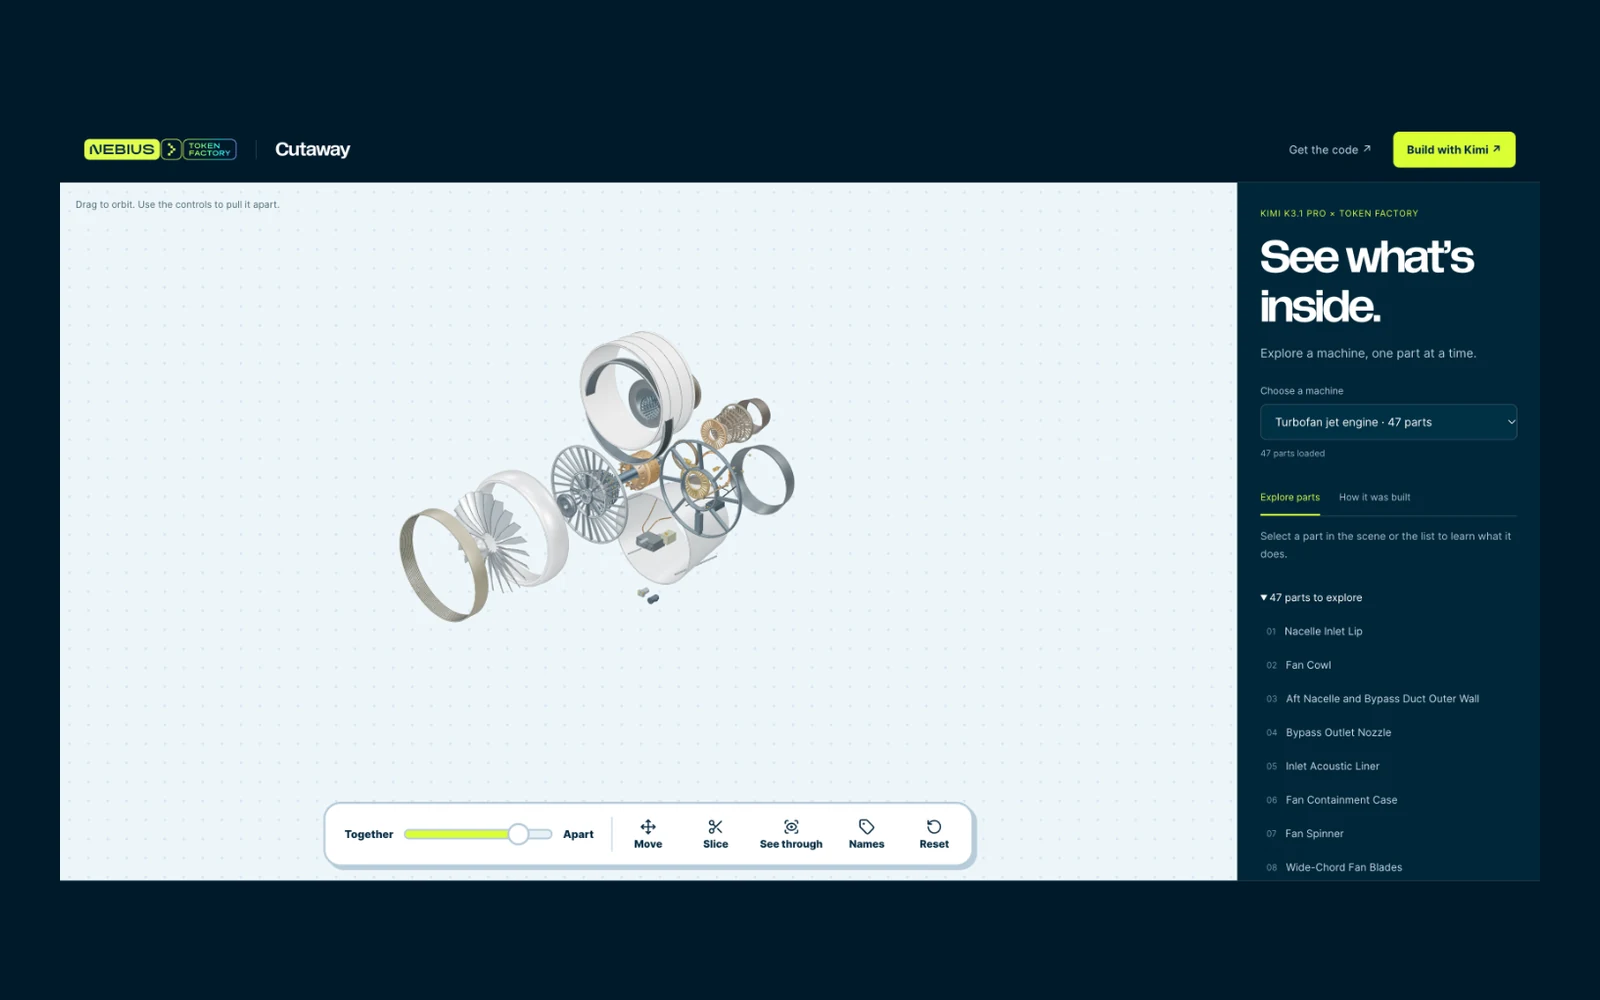 NEBIUS TOKEN FACTORY
Cutaway
Get the code ↗
Build with Kimi ↗
Drag to orbit. Use the controls to pull it apart.
KIMI K3.1 PRO × TOKEN FACTORY
See what's
inside.
Explore a machine, one part at a time.
Choose a machine
Turbofan jet engine · 47 parts
47 parts loaded
Explore parts
How it was built
Select a part in the scene or the list to learn what it
does.
▼ 47 parts to explore
01 Nacelle Inlet Lip
02 Fan Cowl
03 Aft Nacelle and Bypass Duct Outer Wall
04 Bypass Outlet Nozzle
05 Inlet Acoustic Liner
06 Fan Containment Case
07 Fan Spinner
08 Wide-Chord Fan Blades
Together
Apart
Move
Slice
See through
Names
Reset